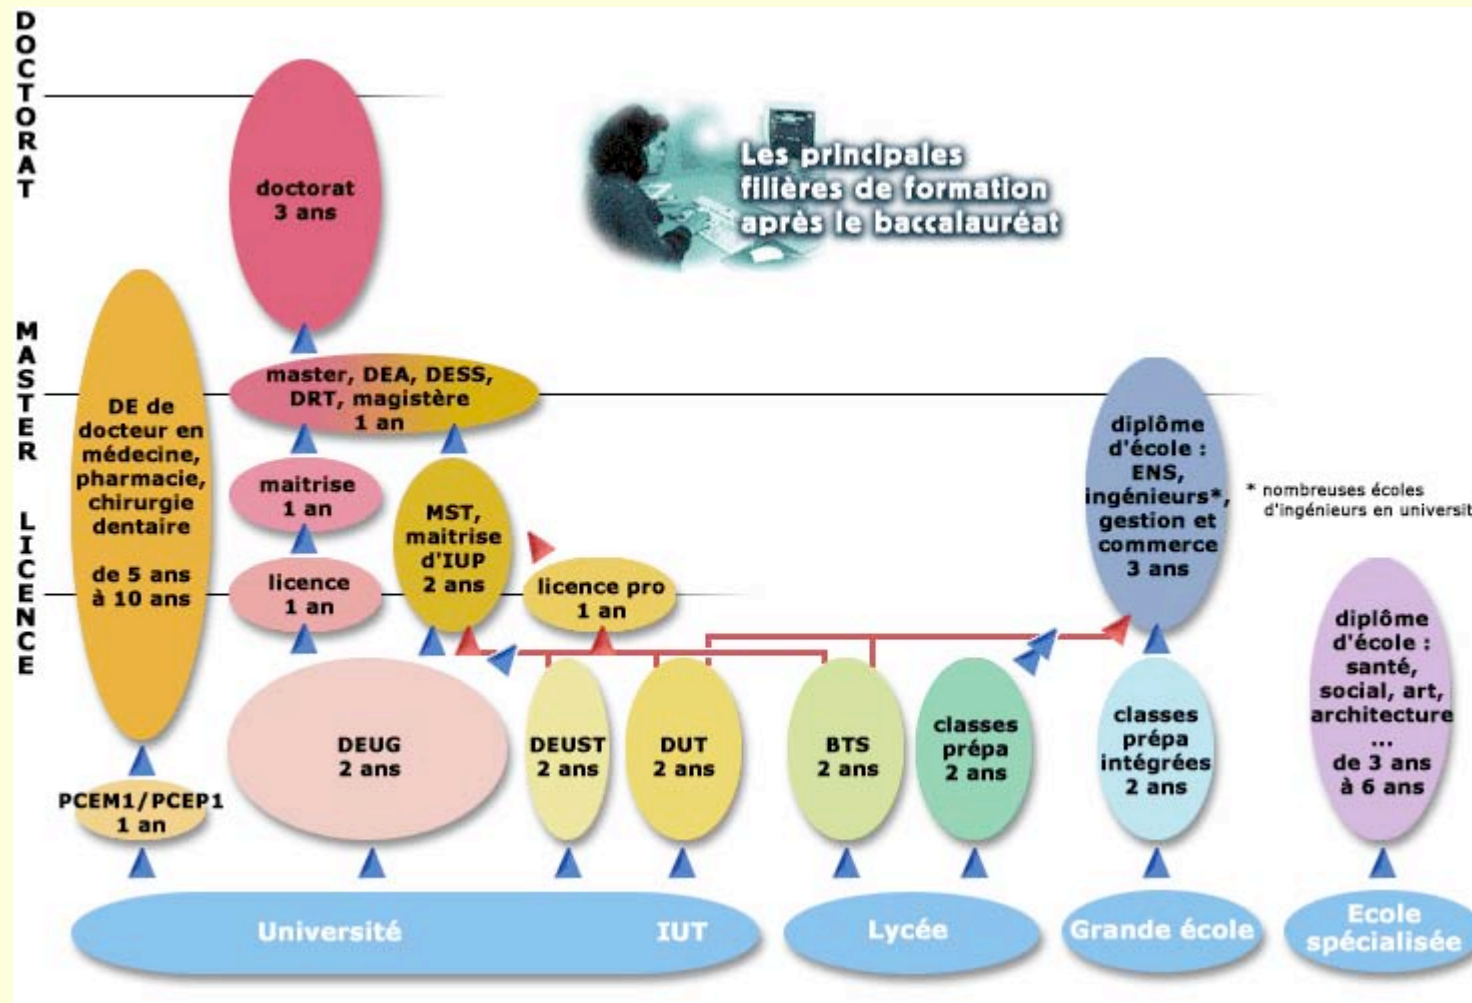 DOCTORAT
MASTER
LICENCE
Les principales
filières de formation
après le baccalauréat
doctorat
3 ans
master, DEA, DESS,
DRT, magistère
1 an
DE de
docteur en
médecine,
pharmacie,
chirurgie
dentaire
de 5 ans
à 10 ans
maitrise
1 an
MST,
maitrise
d'IUP
2 ans
licence
1 an
licence pro
1 an
diplôme
d'école :
ENS,
ingénieurs*,
gestion et
commerce
3 ans
* nombreuses écoles
d'ingénieurs en universit
diplôme
d'école :
santé,
social, art,
architecture
...
de 3 ans
à 6 ans
PCEM1/PCEP1
1 an
DEUG
2 ans
DEUST
2 ans
DUT
2 ans
BTS
2 ans
classes
prépa
2 ans
classes
prépa
intégrées
2 ans
Université
IUT
Lycée
Grande école
Ecole
spécialisée